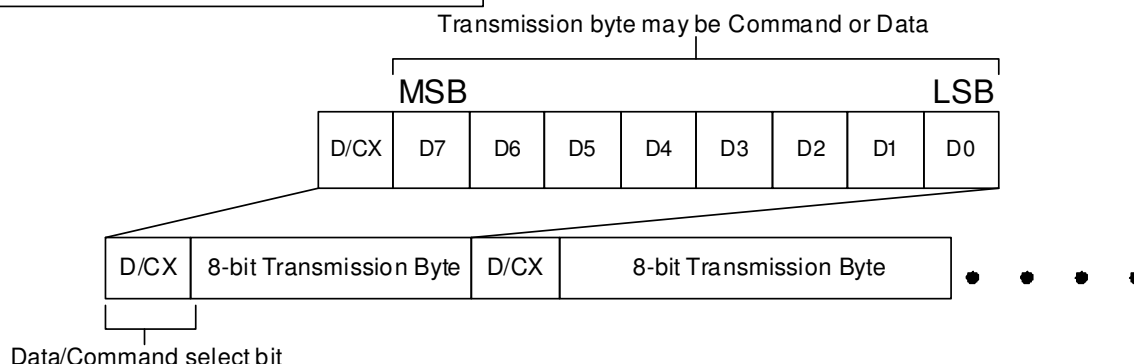 Transmission byte may be Command or Data
MSB LSB
D/CX D7 D6 D5 D4 D3 D2 D1 D0
D/CX 8-bit Transmission Byte D/CX 8-bit Transmission Byte
Data/Command select bit